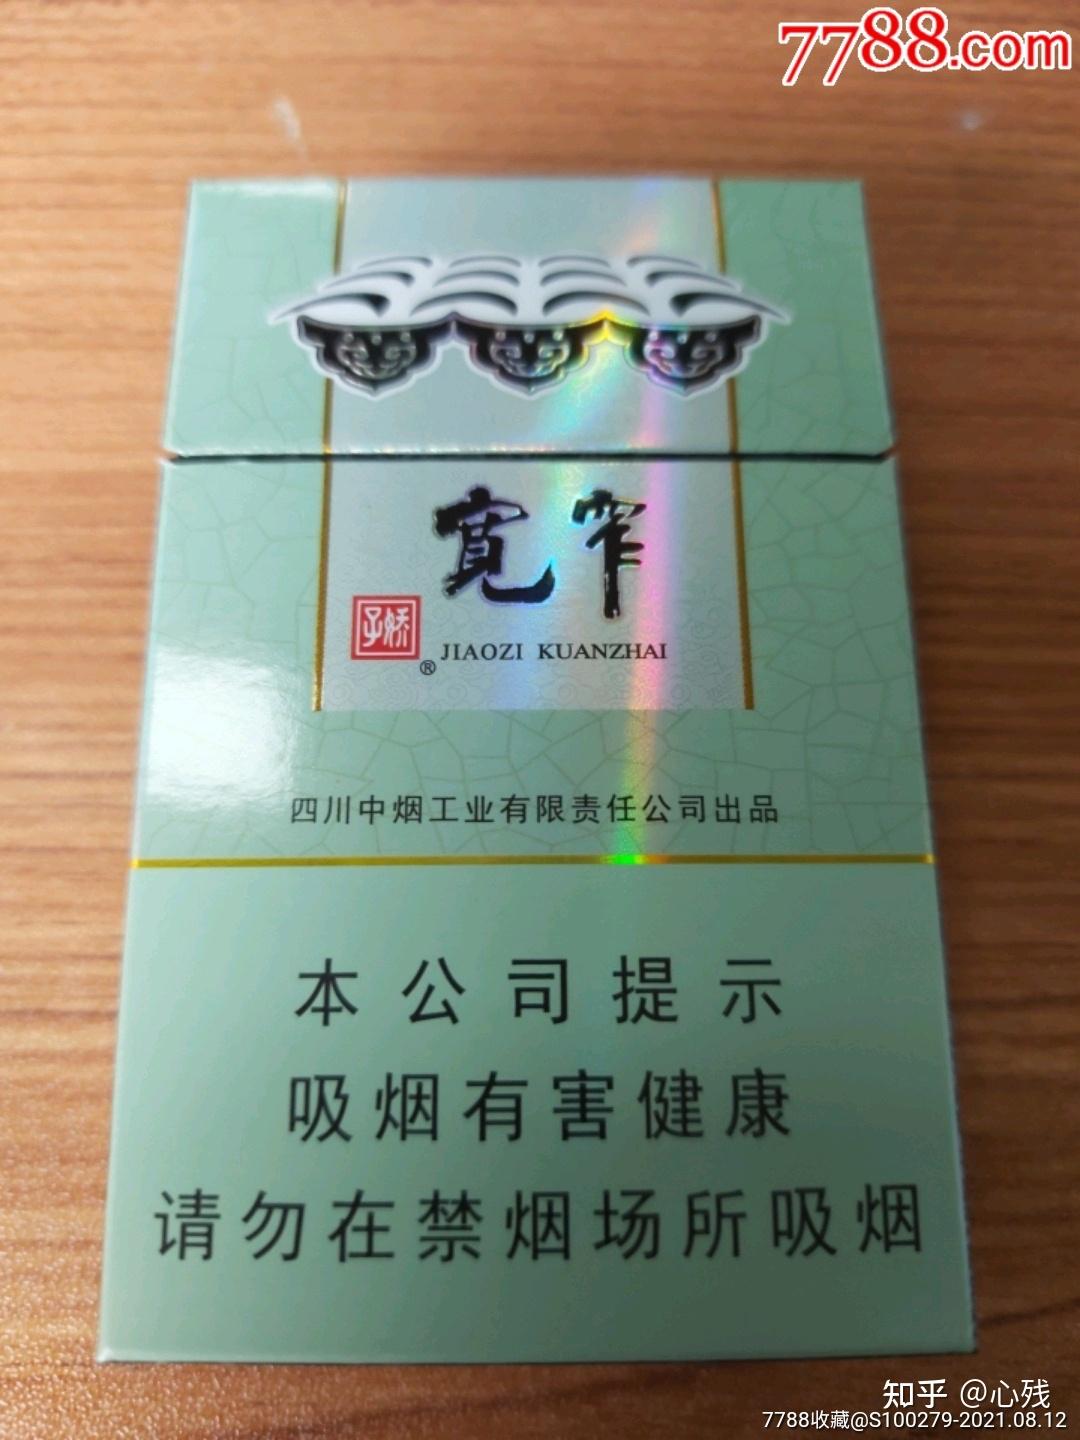 7788.com
寛窄
娇子
® JIAOZI KUANZHAI
四川中烟工业有限责任公司出品
本公司提示
吸烟有害健康
请勿在禁烟场所吸烟
知乎 @心残
7788收藏@S100279-2021.08.12